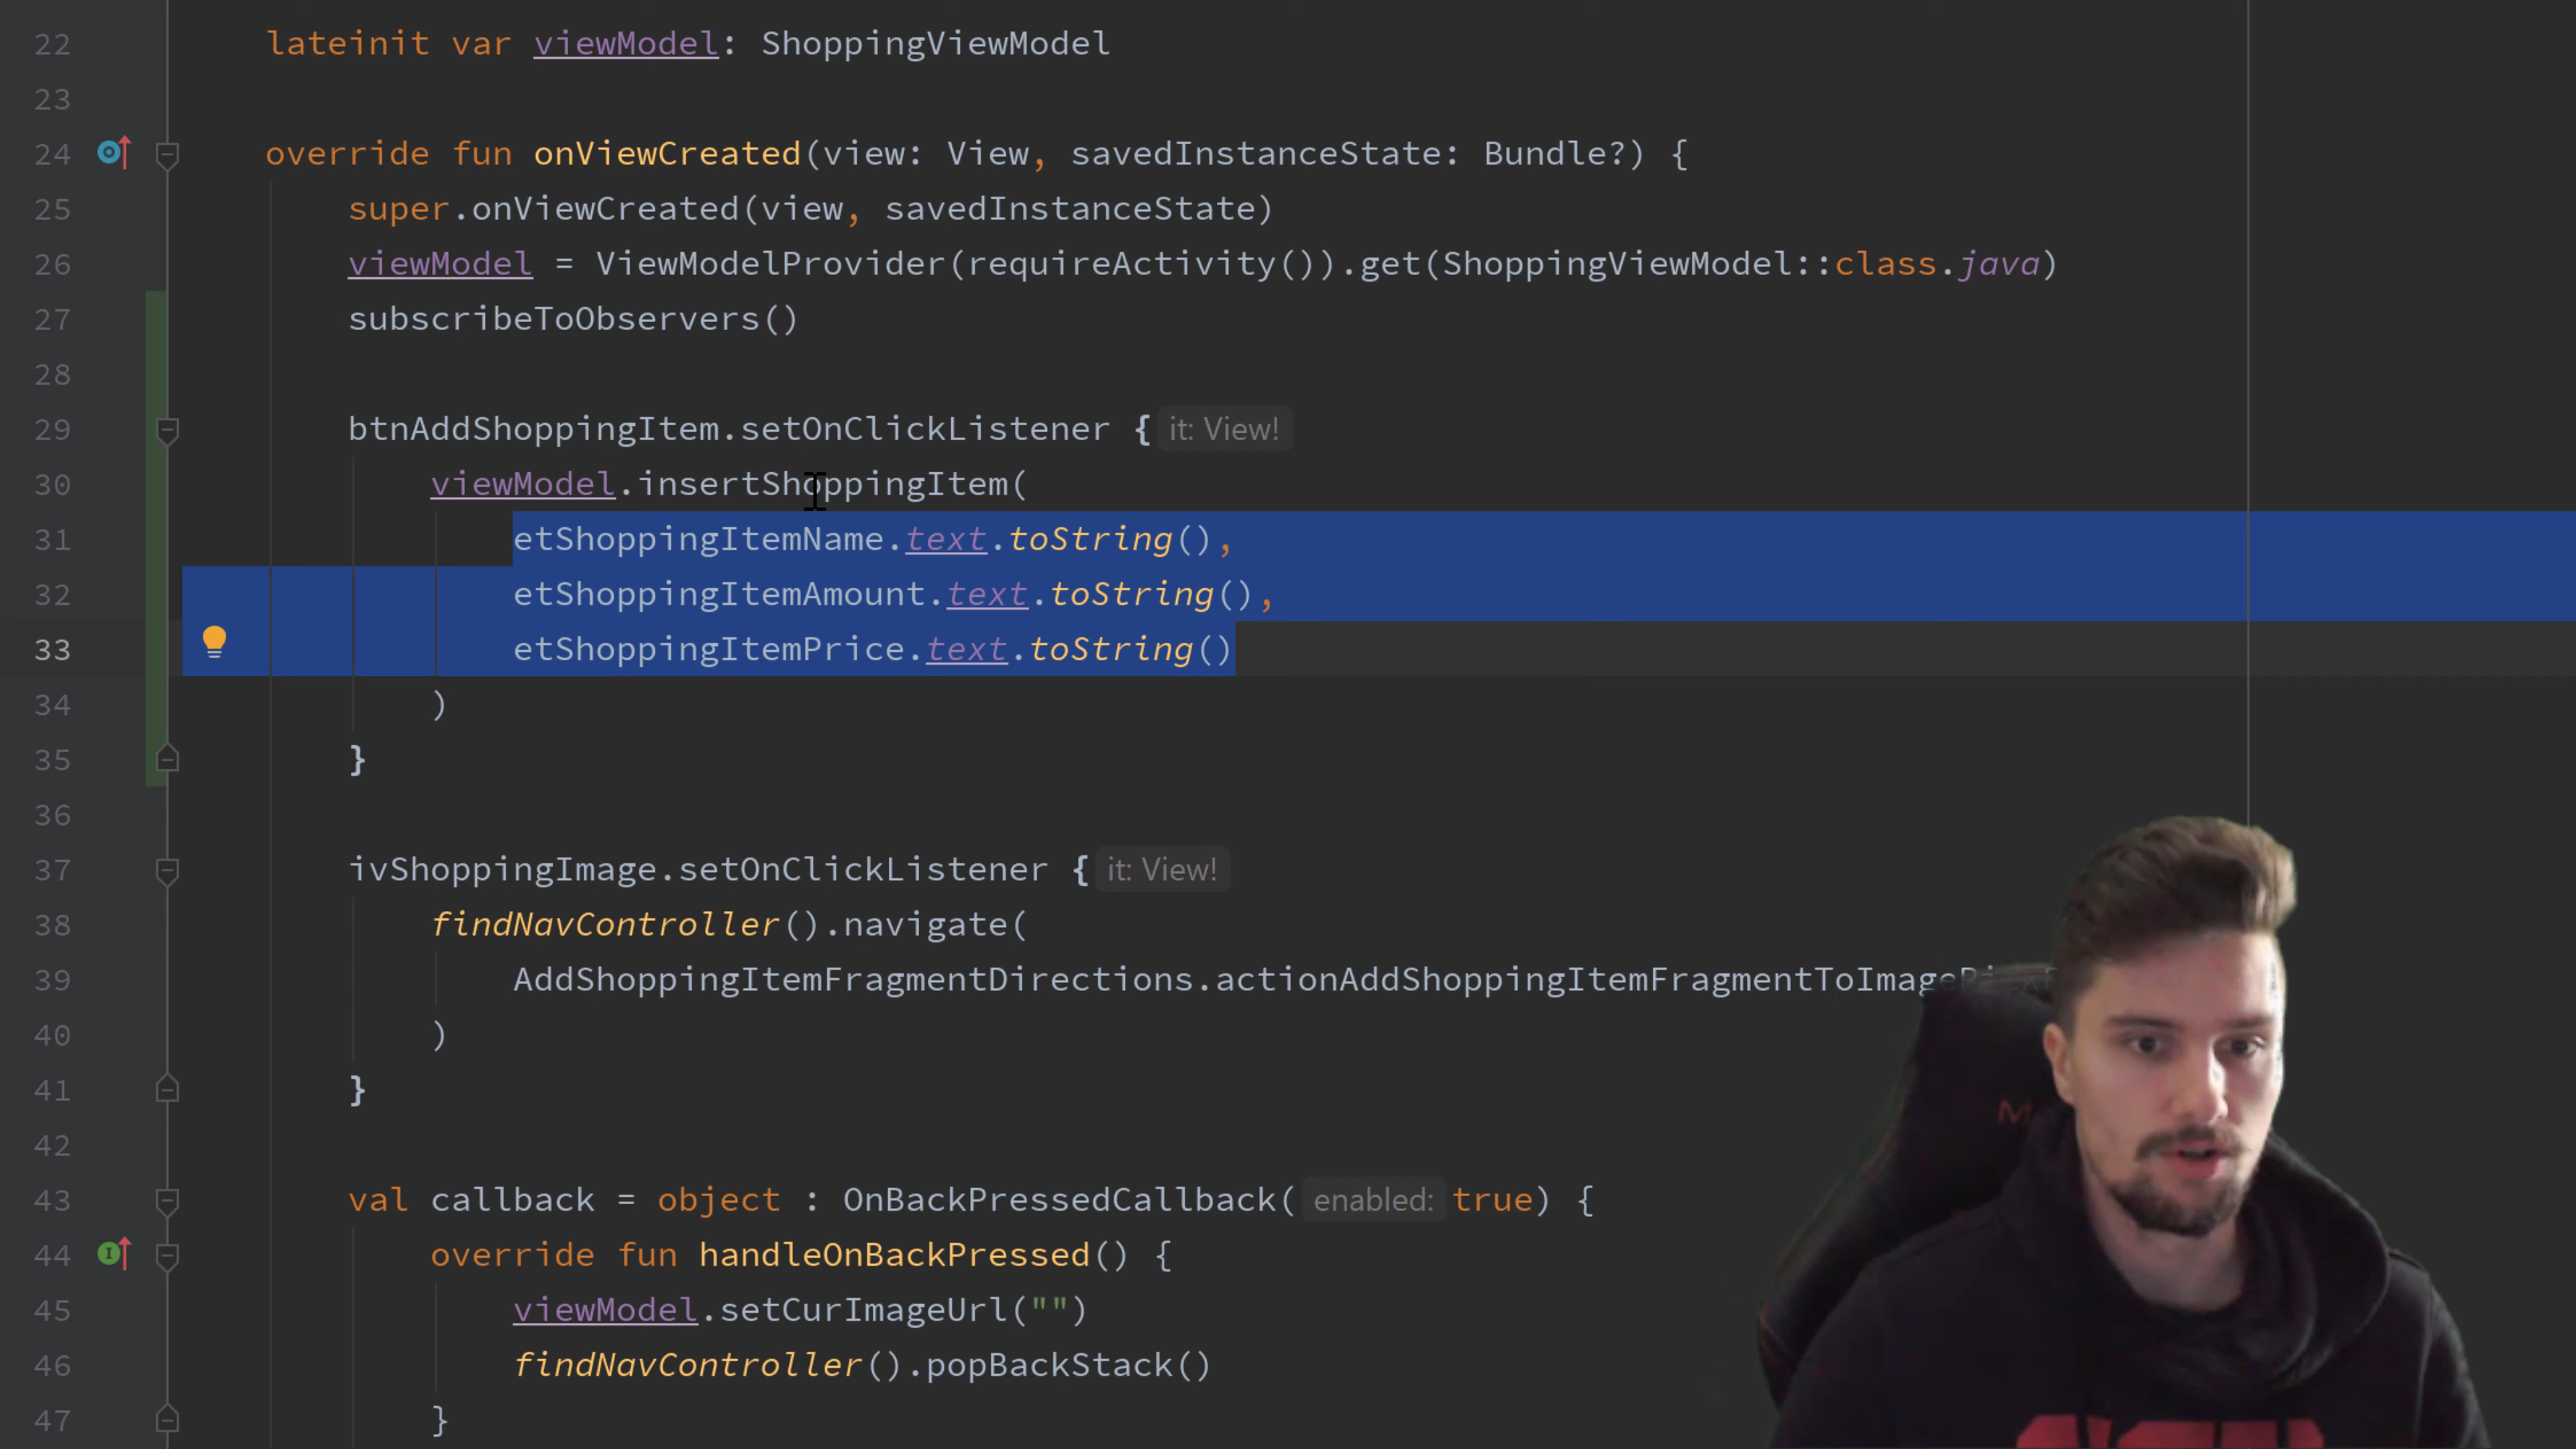 22 lateinit var viewModel: ShoppingViewModel
23
24 override fun onViewCreated(view: View, savedInstanceState: Bundle?) {
25 super.onViewCreated(view, savedInstanceState)
26 viewModel = ViewModelProvider(requireActivity()).get(ShoppingViewModel::class.java)
27 subscribeToObservers()
28
29 btnAddShoppingItem.setOnClickListener { it: View!
30 viewModel.insertShoppingItem(
31 etShoppingItemName.text.toString(),
32 etShoppingItemAmount.text.toString(),
33 etShoppingItemPrice.text.toString()
34 )
35 }
36
37 ivShoppingImage.setOnClickListener { it: View!
38 findNavController().navigate(
39 AddShoppingItemFragmentDirections.actionAddShoppingItemFragmentToImage
40 )
41 }
42
43 val callback = object : OnBackPressedCallback( enabled: true) {
44 override fun handleOnBackPressed() {
45 viewModel.setCurImageUrl("")
46 findNavController().popBackStack()
47 }